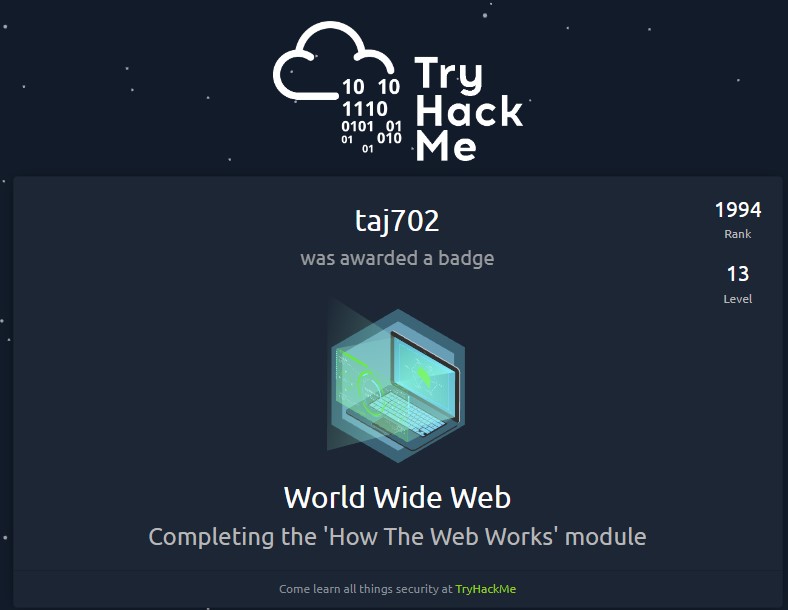 Try
Hack
Me
10 10
1110
0101 01
01 010
01
taj702
was awarded a badge
1994
Rank
13
Level
World Wide Web
Completing the 'How The Web Works' module
Come learn all things security at TryHackMe